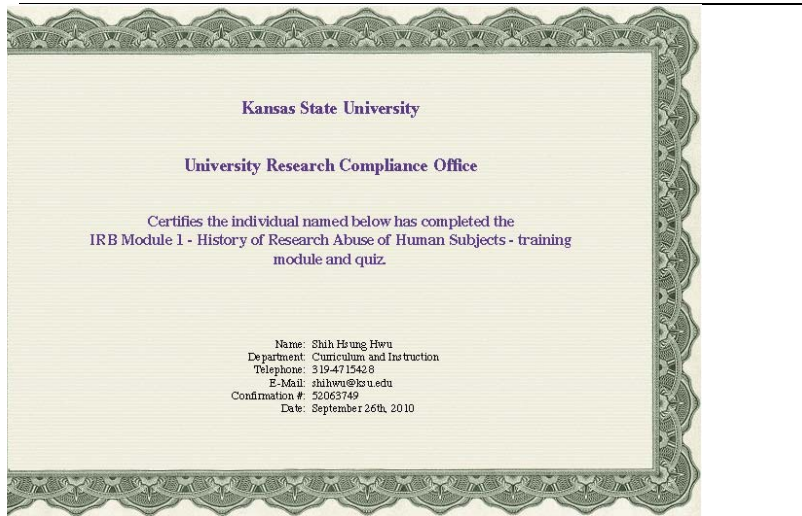 Kansas State University
University Research Compliance Office
Certifies the individual named below has completed the
IRB Module 1 - History of Research Abuse of Human Subjects - training
module and quiz.
Name: Shih Hsung Hwu
Department: Curriculum and Instruction
Telephone: 319-4715428
E-Mail: shihwu@ksu.edu
Confirmation #: 52063749
Date: September 26th, 2010